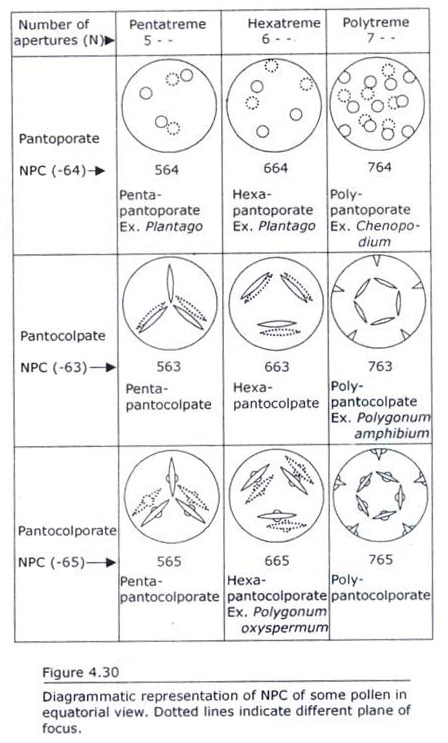 Number of
apertures (N)
Pentatreme
5 - -
Hexatreme
6 - -
Polytreme
7 - -
Pantoporate
NPC (-64)
564
Penta-
pantoporate
Ex. Plantago
664
Hexa-
pantoporate
Ex. Plantago
764
Poly-
pantoporate
Ex. Chenopo-
dium
Pantocolpate
NPC (-63)
563
Penta-
pantocolpate
663
Hexa-
pantocolpate
763
Poly-
pantocolpate
Ex. Polygonum
amphibium
Pantocolporate
NPC (-65)
565
Penta-
pantocolporate
665
Hexa-
pantocolporate
Ex. Polygonum
oxyspermum
765
Poly-
pantocolporate
Figure 4.30
Diagrammatic representation of NPC of some pollen in
equatorial view. Dotted lines indicate different plane of
focus.